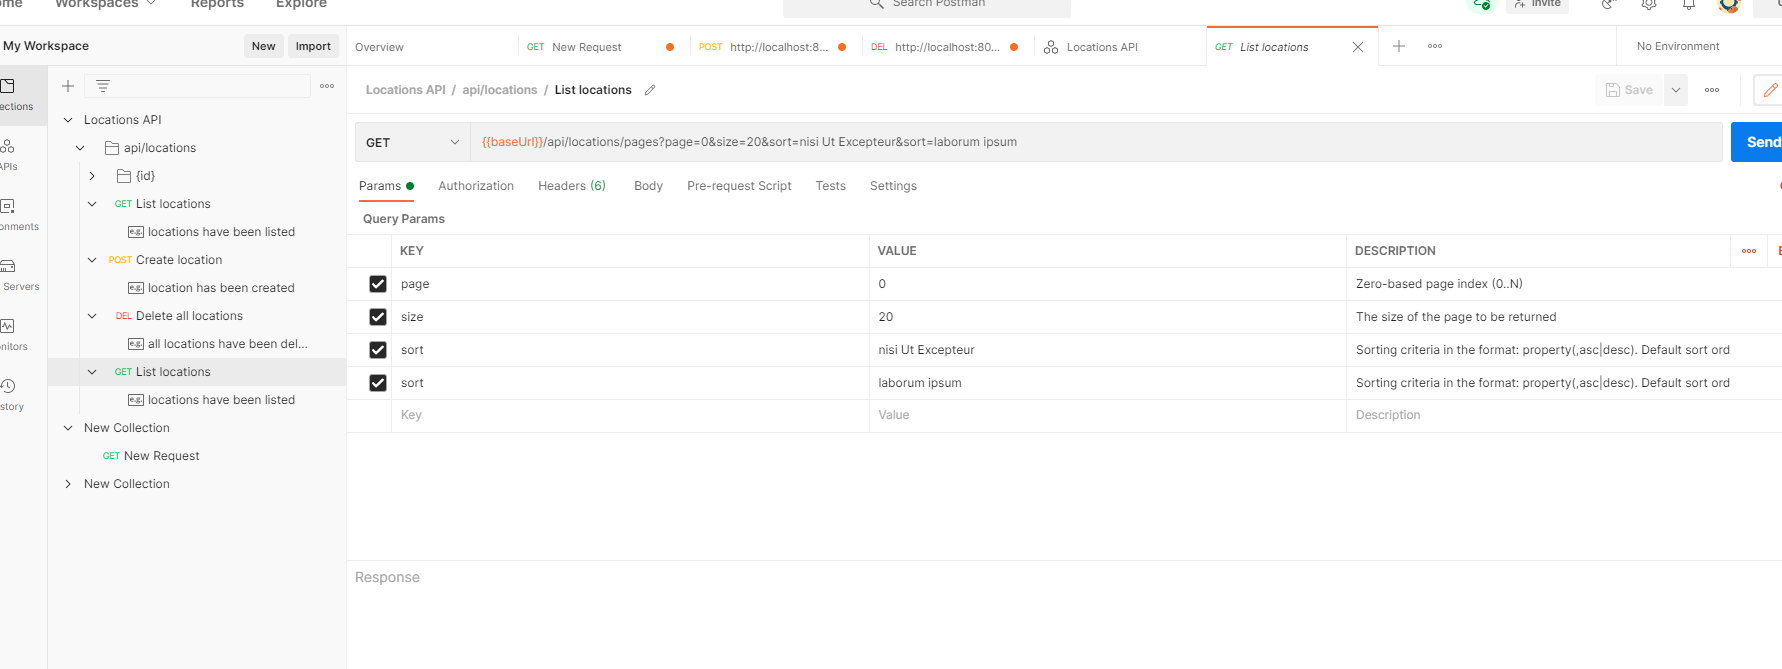 Workspaces
Reports
Explore
Search Postman
Invite
My Workspace
New
Import
Overview
GET New Request
POST http://localhost:8...
DEL http://localhost:80...
Locations API
GET List locations
No Environment
Locations API / api/locations / List locations
Save
GET
{{baseUrl}}/api/locations/pages?page=0&size=20&sort=nisi Ut Excepteur&sort=laborum ipsum
Send
Params
Authorization
Headers (6)
Body
Pre-request Script
Tests
Settings
Query Params
KEY VALUE DESCRIPTION
page 0 Zero-based page index (0..N)
size 20 The size of the page to be returned
sort nisi Ut Excepteur Sorting criteria in the format: property(,asc|desc). Default sort ord
sort laborum ipsum Sorting criteria in the format: property(,asc|desc). Default sort ord
Key Value Description
Response
Locations API
api/locations
{id}
GET List locations
e.g. locations have been listed
POST Create location
e.g. location has been created
DEL Delete all locations
e.g. all locations have been del...
GET List locations
e.g. locations have been listed
New Collection
GET New Request
New Collection
ections
APIs
onments
Servers
nitors
story